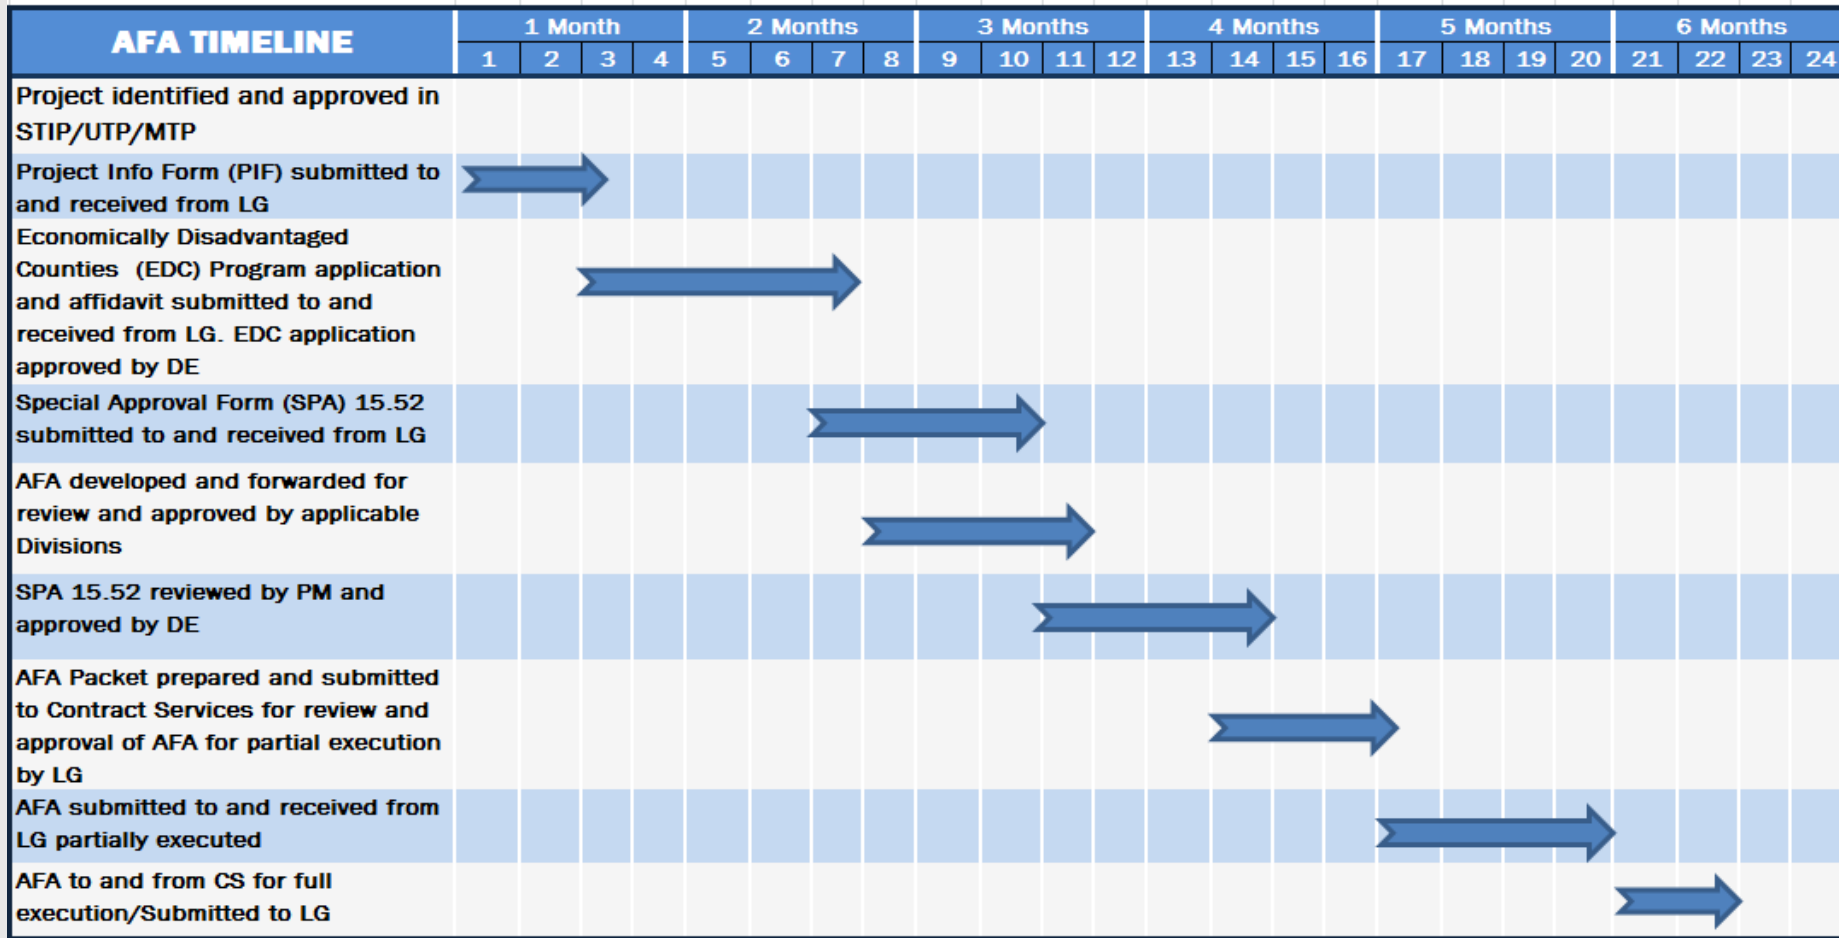 AFA TIMELINE
1 Month 2 Months 3 Months 4 Months 5 Months 6 Months
1 2 3 4 5 6 7 8 9 10 11 12 13 14 15 16 17 18 19 20 21 22 23 24
Project identified and approved in
STIP/UTP/MTP
Project Info Form (PIF) submitted to
and received from LG
Economically Disadvantaged
Counties (EDC) Program application
and affidavit submitted to and
received from LG. EDC application
approved by DE
Special Approval Form (SPA) 15.52
submitted to and received from LG
AFA developed and forwarded for
review and approved by applicable
Divisions
SPA 15.52 reviewed by PM and
approved by DE
AFA Packet prepared and submitted
to Contract Services for review and
approval of AFA for partial execution
by LG
AFA submitted to and received from
LG partially executed
AFA to and from CS for full
execution/Submitted to LG